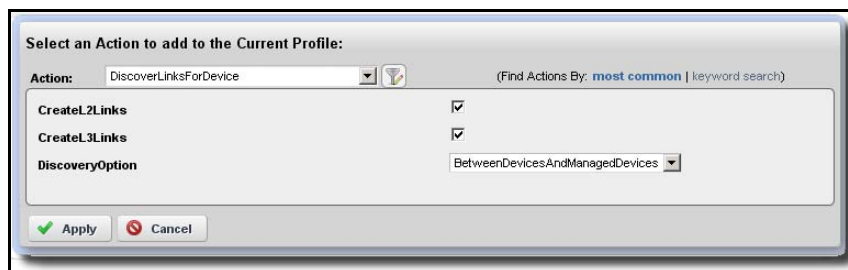 Select an Action to add to the Current Profile:
Action: DiscoverLinksForDevice (Find Actions By: most common | keyword search)
CreateL2Links
CreateL3Links
DiscoveryOption BetweenDevicesAndManagedDevices
Apply Cancel